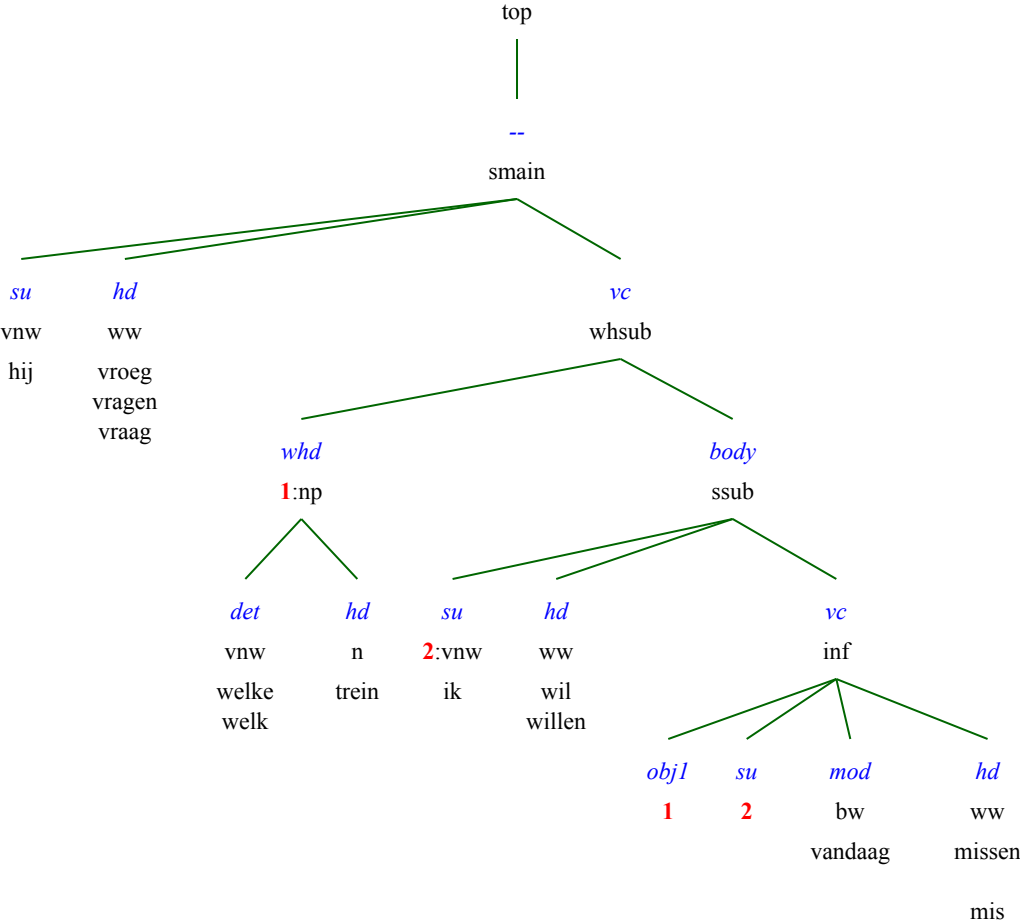 top
--
smain
su hd vc
vnw ww whsub
hij vroeg
vragen
vraag
whd body
1:np ssub
det hd su hd vc
vnw n 2:vnw ww inf
welke trein ik wil
welk willen
obj1 su mod hd
1 2 bw ww
vandaag missen
mis